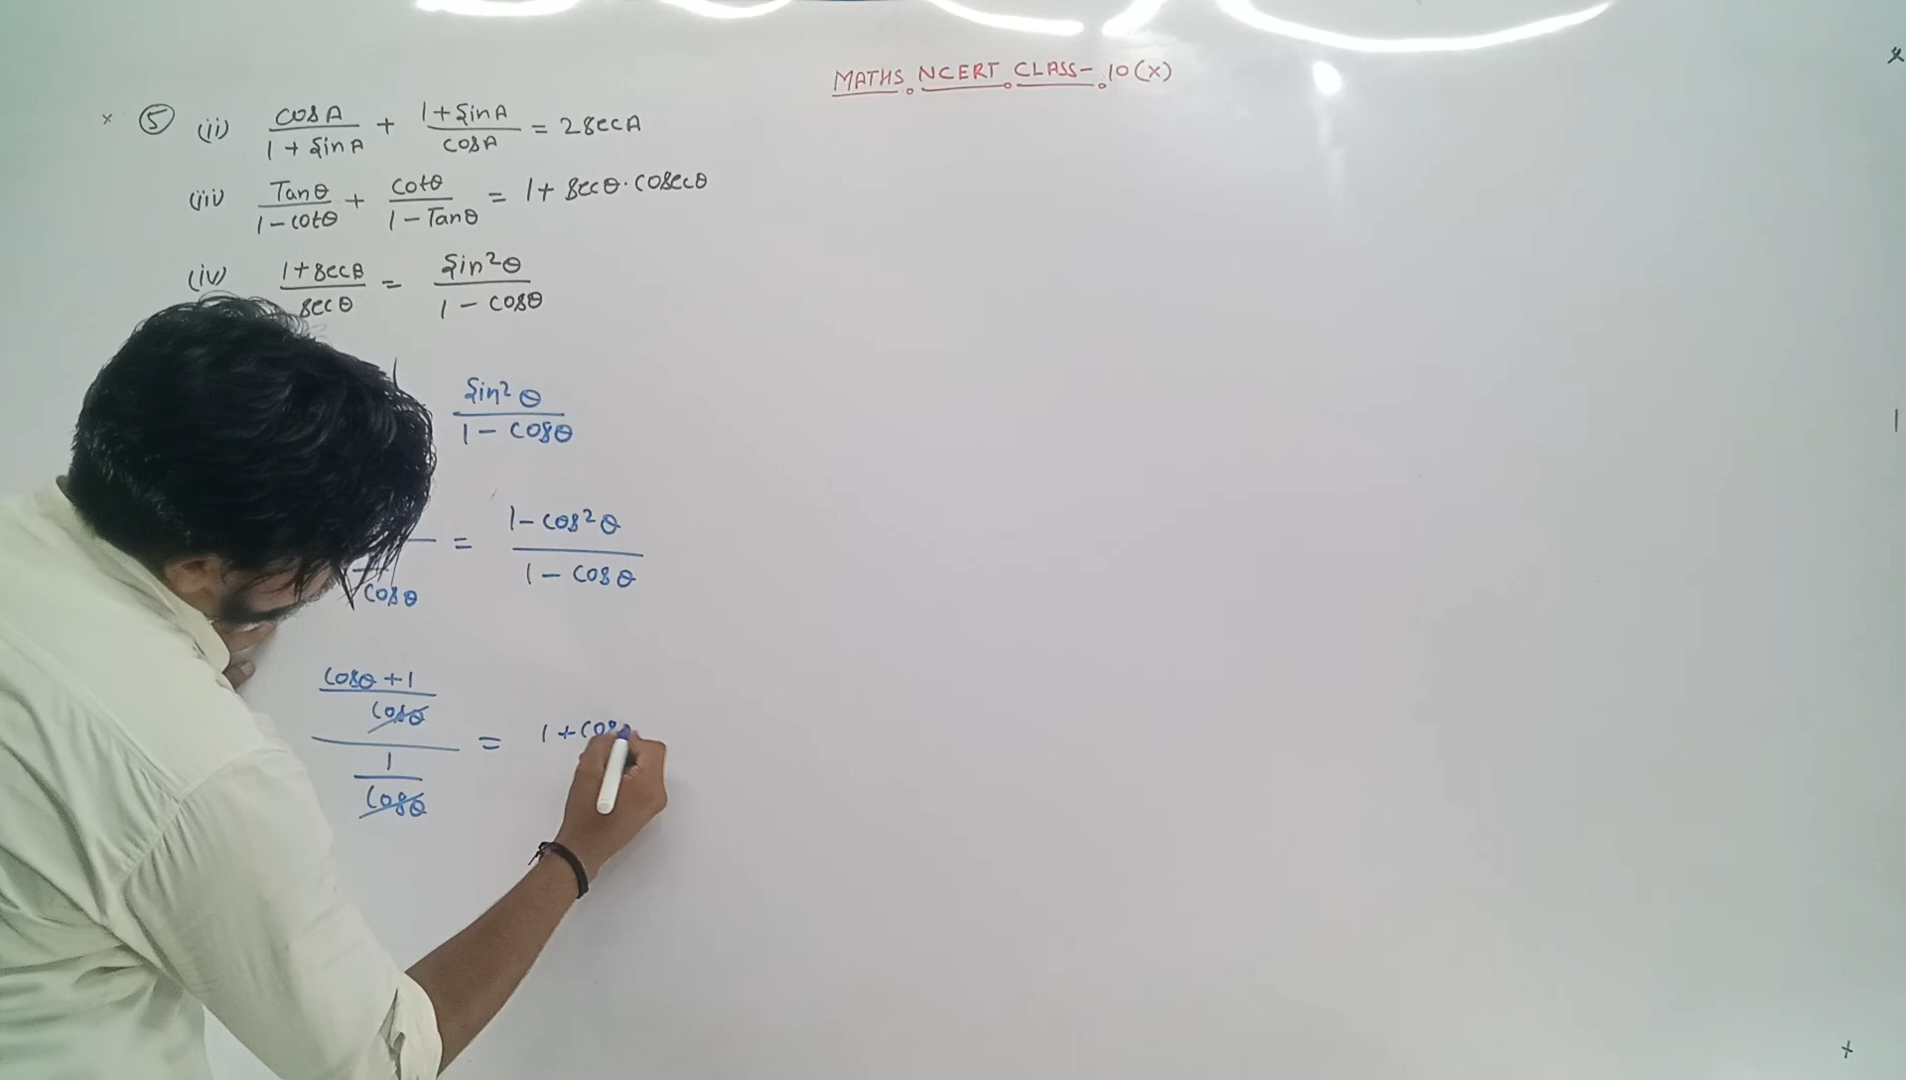 MATHS NCERT CLASS- 10 (X)
× ⑤ (ii) cosA / 1 + sinA + 1 + sinA / cosA = 2secA
(iii) Tanθ / 1 - cotθ + cotθ / 1 - Tanθ = 1 + secθ · cosecθ
(iv) 1 + secθ / secθ = sin²θ / 1 - cosθ
sin²θ / 1 - cosθ
cosθ = 1 - cos²θ / 1 - cosθ
cosθ + 1 / cosθ / 1 / cosθ = 1 + cos